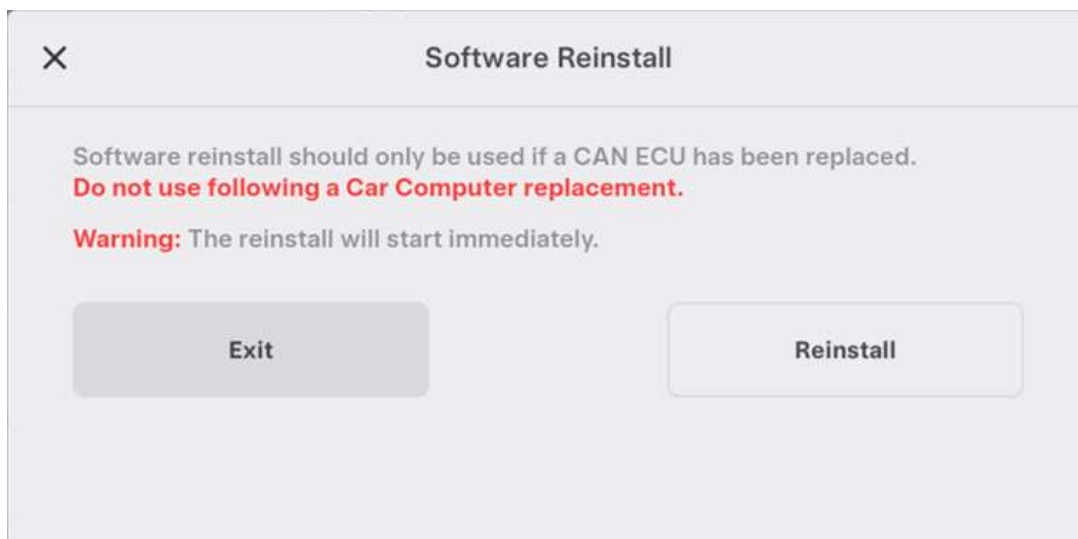 Software Reinstall
Software reinstall should only be used if a CAN ECU has been replaced.
Do not use following a Car Computer replacement.
Warning: The reinstall will start immediately.
Exit
Reinstall